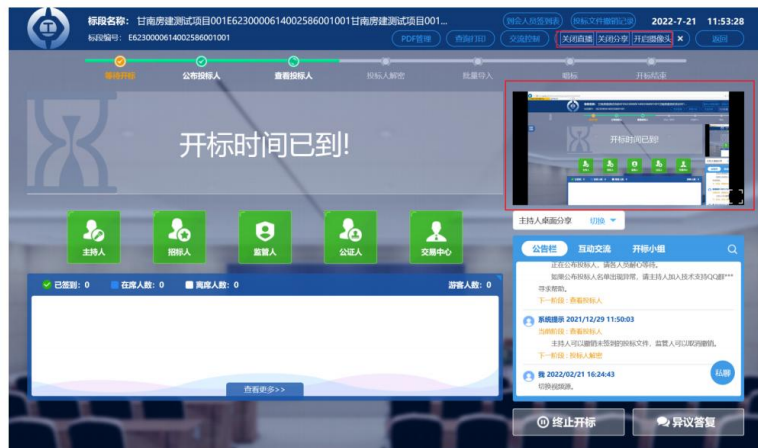 标段名称： 甘南房建测试项目001E6230000614002586001001甘南房建测试项目001...
到会人员签到表 投标文件撤销记录 2022-7-21 11:53:28
标段编号： E6230000614002586001001
PDF管理 查询打印 交流控制 关闭直播 关闭分享 开启摄像头 × 返回
等待开标 公布投标人 查看投标人 投标人解密 批量导入 唱标 开标结束
开标时间已到!
开标时间已到!
主持人 招标人 监管人 公证人 交易中心
主持人桌面分享 切换
公告栏 互动交流 开标小组
正在公布投标人，请各人员耐心等待。
如果公布投标人名单出现异常，请主持人加入技术支持QQ群***
寻求帮助。
下一阶段：查看投标人
系统提示 2021/12/29 11:50:03
当前阶段：查看投标人
主持人可以撤销未签到的投标文件，监管人可以取消撤销。
下一阶段：投标人解密
我 2022/02/21 16:24:43
切换视频源。
私聊
已签到：0 在席人数：0 离席人数：0 游客人数：0
查看更多>>
终止开标 异议答复